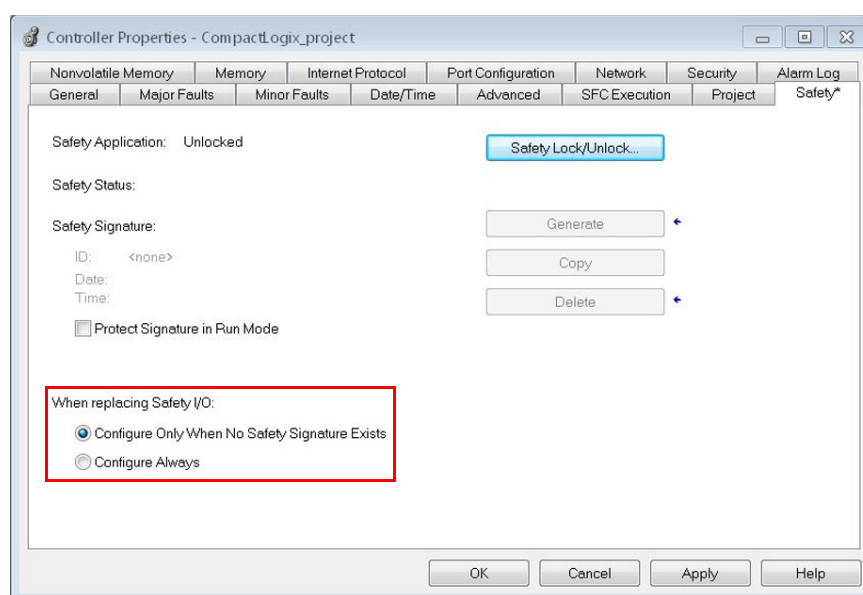 Controller Properties - CompactLogix_project
Nonvolatile Memory Memory Internet Protocol Port Configuration Network Security Alarm Log
General Major Faults Minor Faults Date/Time Advanced SFC Execution Project Safety*
Safety Application: Unlocked Safety Lock/Unlock...
Safety Status:
Safety Signature: Generate
ID: <none> Copy
Date:
Time: Delete
Protect Signature in Run Mode
When replacing Safety I/O:
Configure Only When No Safety Signature Exists
Configure Always
OK Cancel Apply Help